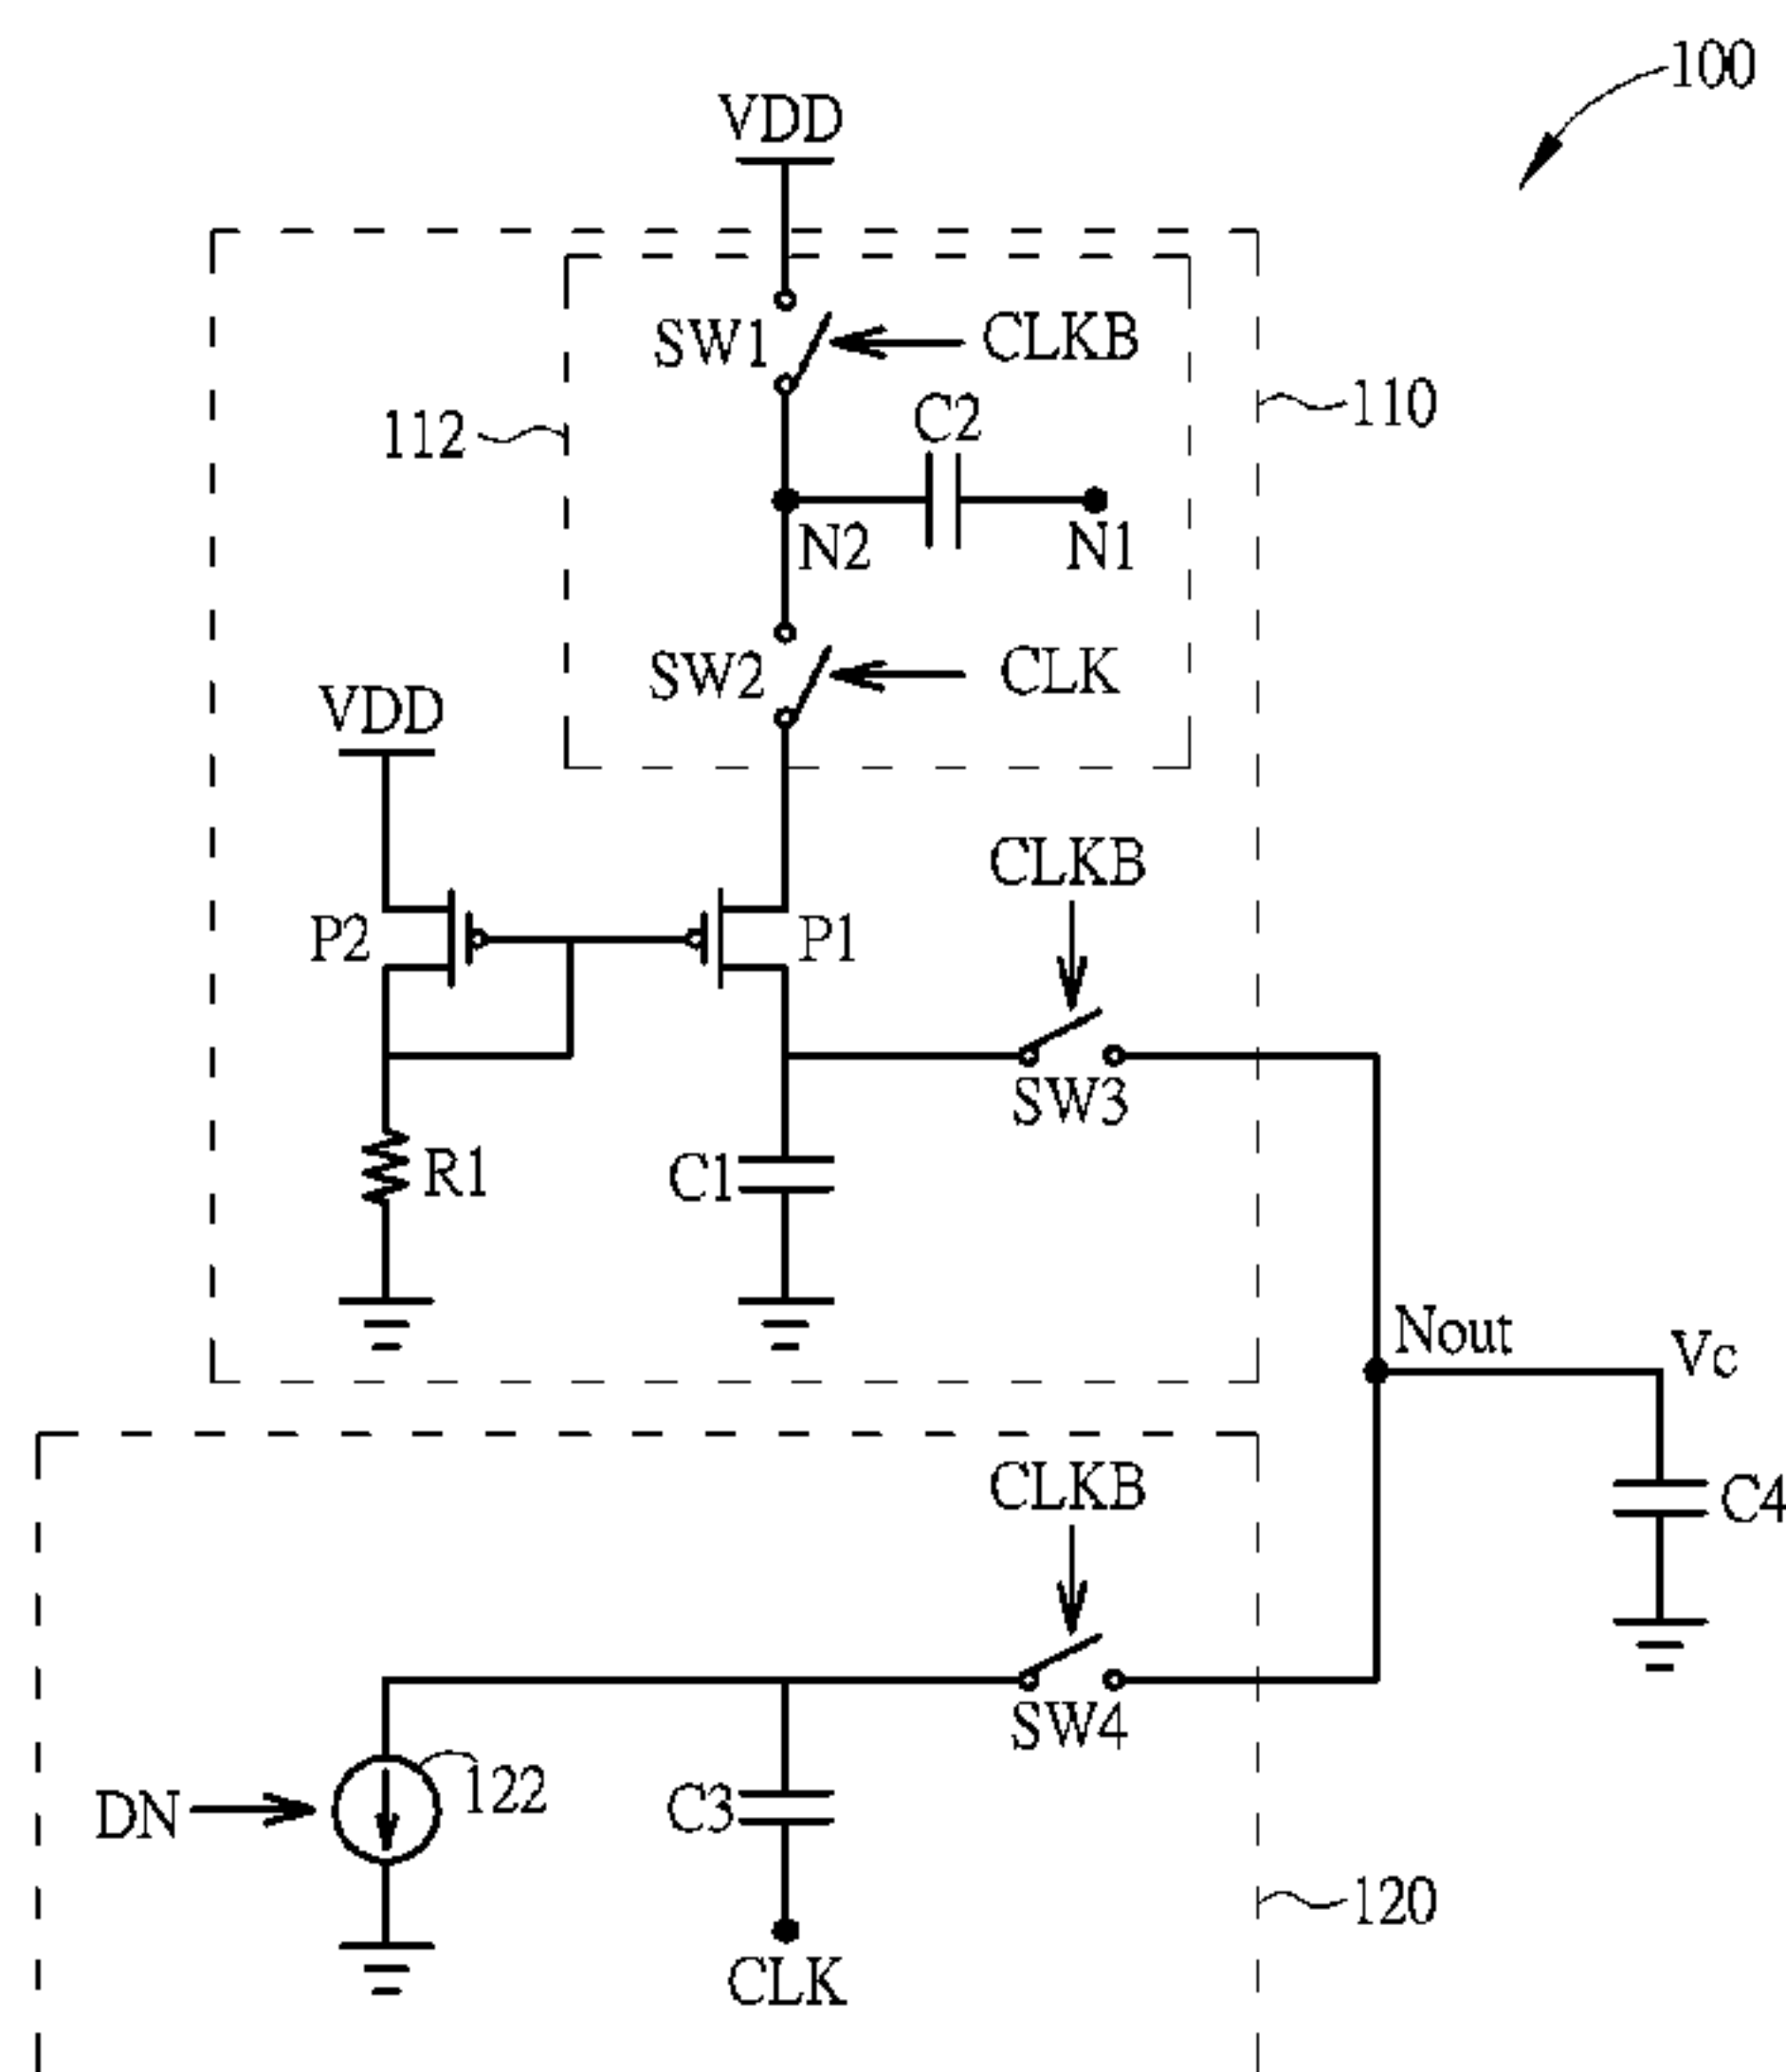 100
VDD
SW1
CLKB
C2
110
112
N2
N1
SW2
CLK
VDD
CLKB
P2
P1
SW3
R1
C1
Nout
Vc
CLKB
C4
SW4
DN
122
C3
120
CLK